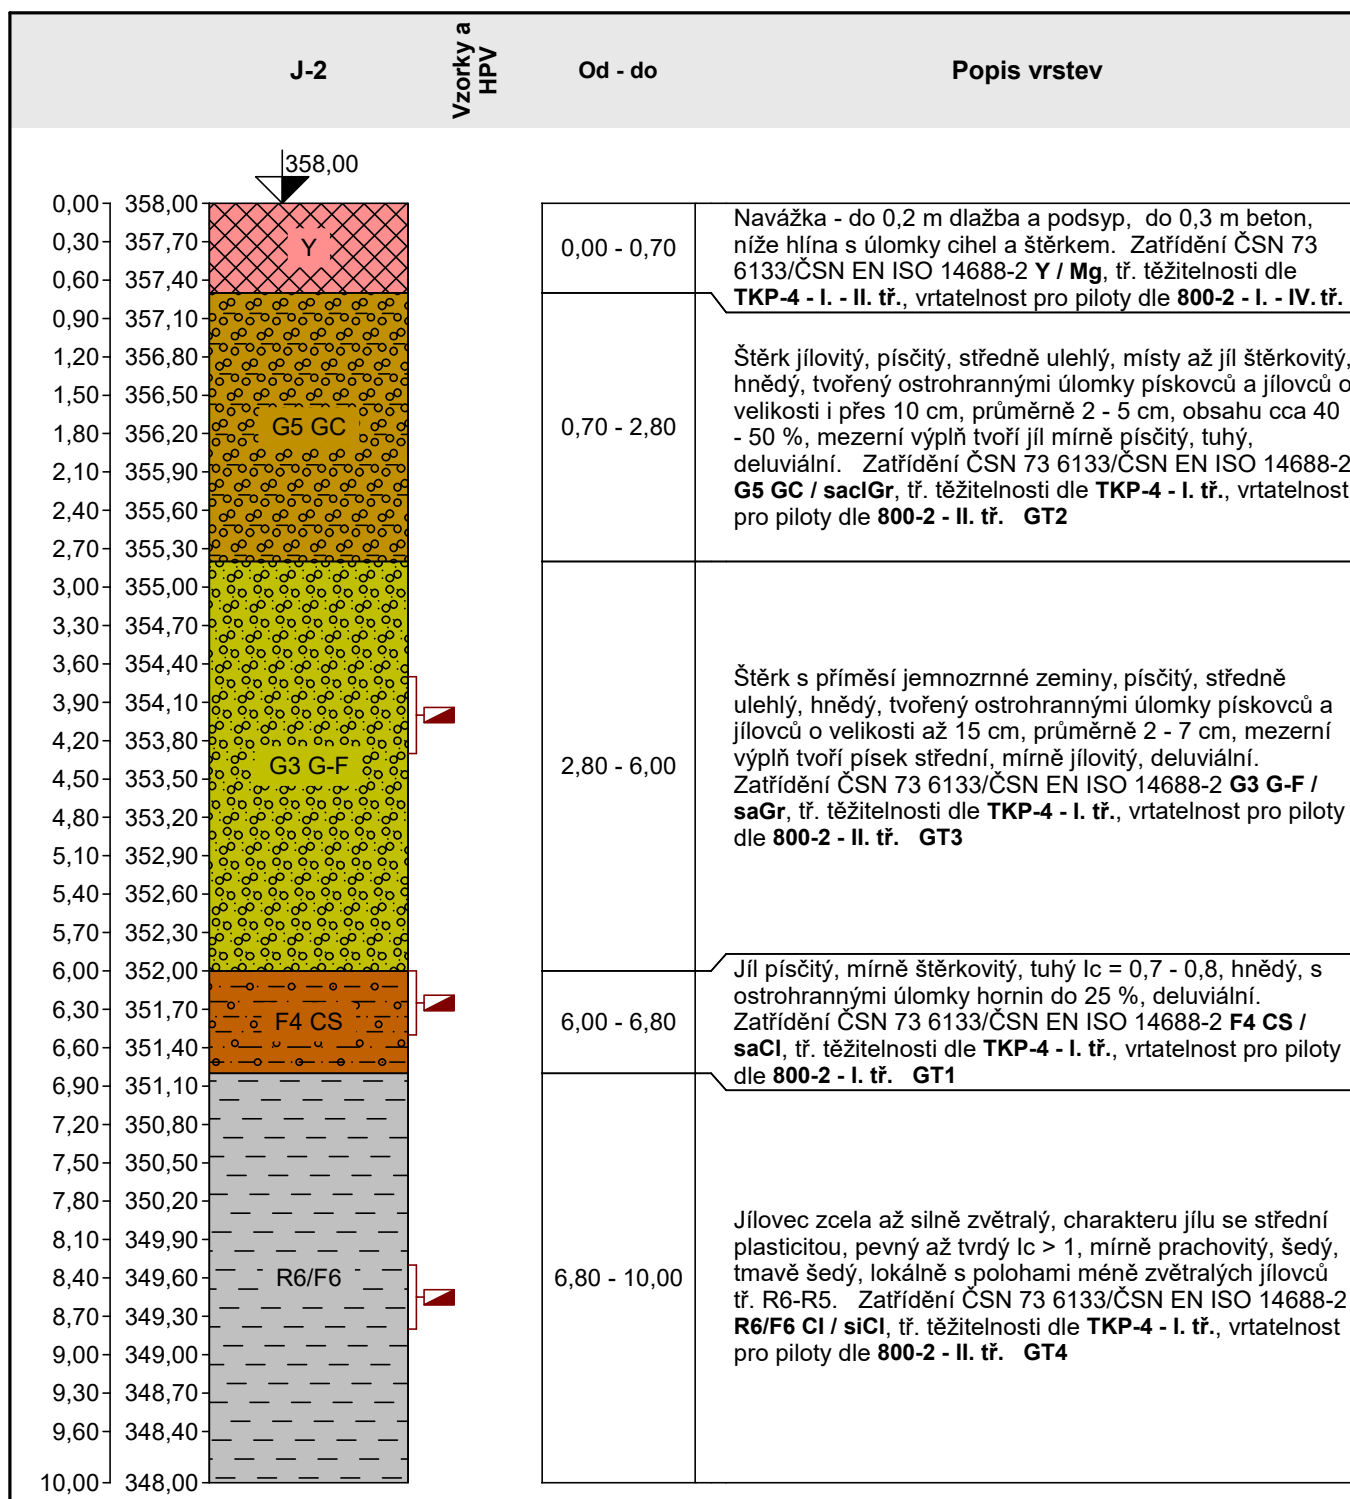 J-2
Vzorky a
HPV
Od - do
Popis vrstev
358,00
0,00 358,00
0,30 357,70
0,60 357,40
0,90 357,10
1,20 356,80
1,50 356,50
1,80 356,20
2,10 355,90
2,40 355,60
2,70 355,30
3,00 355,00
3,30 354,70
3,60 354,40
3,90 354,10
4,20 353,80
4,50 353,50
4,80 353,20
5,10 352,90
5,40 352,60
5,70 352,30
6,00 352,00
6,30 351,70
6,60 351,40
6,90 351,10
7,20 350,80
7,50 350,50
7,80 350,20
8,10 349,90
8,40 349,60
8,70 349,30
9,00 349,00
9,30 348,70
9,60 348,40
10,00 348,00
Y
G5 GC
G3 G-F
F4 CS
R6/F6
0,00 - 0,70
Navážka - do 0,2 m dlažba a podsyp, do 0,3 m beton,
níže hlína s úlomky cihel a štěrkem. Zatřídění ČSN 73
6133/ČSN EN ISO 14688-2 Y / Mg, tř. těžitelnosti dle
TKP-4 - I. - II. tř., vrtatelnost pro piloty dle 800-2 - I. - IV. tř.
0,70 - 2,80
Štěrk jílovitý, písčitý, středně ulehlý, místy až jíl štěrkovitý,
hnědý, tvořený ostrohrannými úlomky pískovců a jílovců o
velikosti i přes 10 cm, průměrně 2 - 5 cm, obsahu cca 40
- 50 %, mezerní výplň tvoří jíl mírně písčitý, tuhý,
deluviální. Zatřídění ČSN 73 6133/ČSN EN ISO 14688-2
G5 GC / saclGr, tř. těžitelnosti dle TKP-4 - I. tř., vrtatelnost
pro piloty dle 800-2 - II. tř. GT2
2,80 - 6,00
Štěrk s příměsí jemnozrnné zeminy, písčitý, středně
ulehlý, hnědý, tvořený ostrohrannými úlomky pískovců a
jílovců o velikosti až 15 cm, průměrně 2 - 7 cm, mezerní
výplň tvoří písek střední, mírně jílovitý, deluviální.
Zatřídění ČSN 73 6133/ČSN EN ISO 14688-2 G3 G-F /
saGr, tř. těžitelnosti dle TKP-4 - I. tř., vrtatelnost pro piloty
dle 800-2 - II. tř. GT3
6,00 - 6,80
Jíl písčitý, mírně štěrkovitý, tuhý Ic = 0,7 - 0,8, hnědý, s
ostrohrannými úlomky hornin do 25 %, deluviální.
Zatřídění ČSN 73 6133/ČSN EN ISO 14688-2 F4 CS /
saCl, tř. těžitelnosti dle TKP-4 - I. tř., vrtatelnost pro piloty
dle 800-2 - I. tř. GT1
6,80 - 10,00
Jílovec zcela až silně zvětralý, charakteru jílu se střední
plasticitou, pevný až tvrdý Ic > 1, mírně prachovitý, šedý,
tmavě šedý, lokálně s polohami méně zvětralých jílovců
tř. R6-R5. Zatřídění ČSN 73 6133/ČSN EN ISO 14688-2
R6/F6 CI / siCl, tř. těžitelnosti dle TKP-4 - I. tř., vrtatelnost
pro piloty dle 800-2 - II. tř. GT4